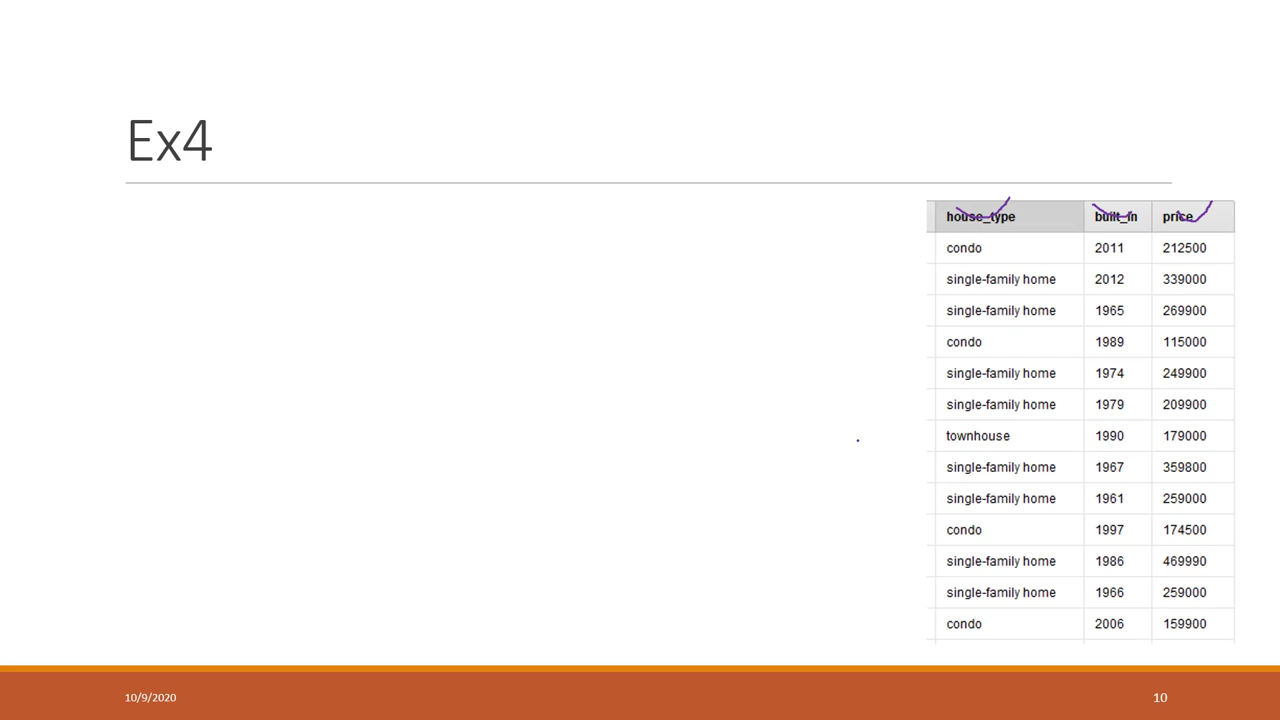 Ex4
house_type built_in price
condo 2011 212500
single-family home 2012 339000
single-family home 1965 269900
condo 1989 115000
single-family home 1974 249900
single-family home 1979 209900
townhouse 1990 179000
single-family home 1967 359800
single-family home 1961 259000
condo 1997 174500
single-family home 1986 469990
single-family home 1966 259000
condo 2006 159900
10/9/2020 10